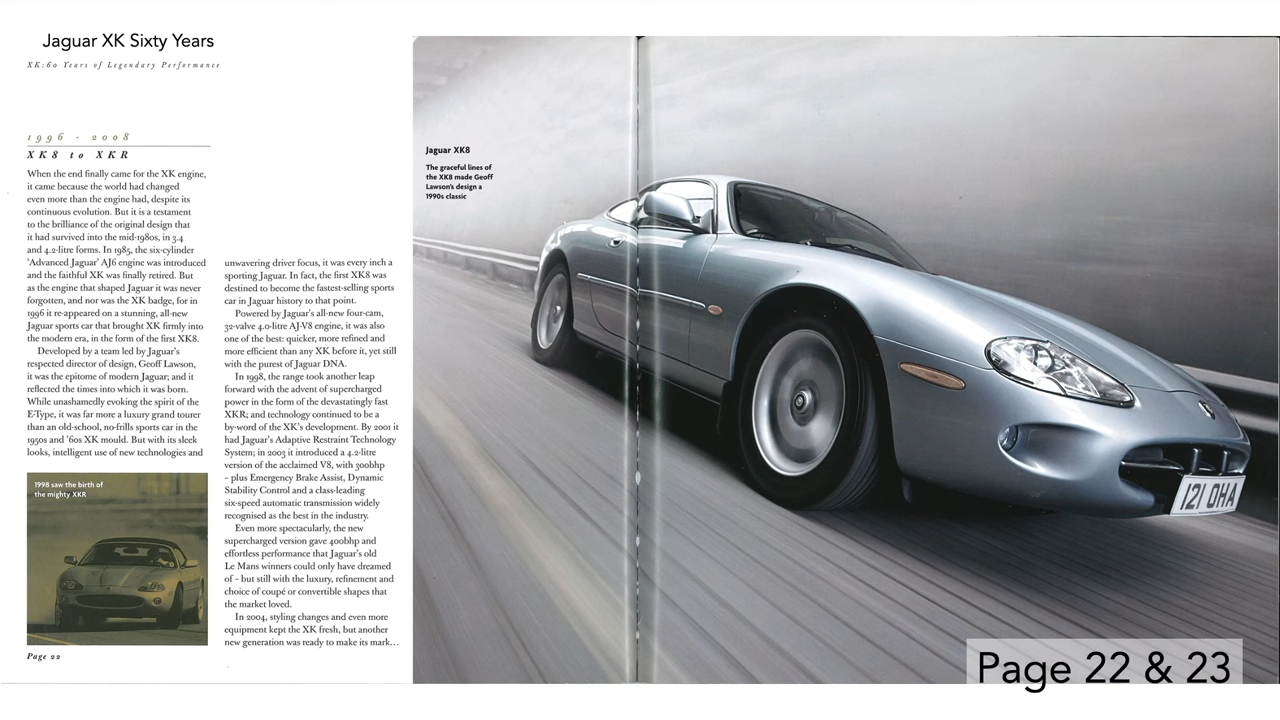 Jaguar XK Sixty Years
XK: 60 Years of Legendary Performance
1996 - 2008
XK8 to XKR
When the end finally came for the XK engine,
it came because the world had changed
even more than the engine had, despite its
continuous evolution. But it is a testament
to the brilliance of the original design that
it had survived into the mid-1980s, in 3.4
and 4.2-litre forms. In 1985, the six-cylinder
'Advanced Jaguar' AJ6 engine was introduced
and the faithful XK was finally retired. But
as the engine that shaped Jaguar it was never
forgotten, and nor was the XK badge, for in
1996 it re-appeared on a stunning, all-new
Jaguar sports car that brought XK firmly into
the modern era, in the form of the first XK8.
Developed by a team led by Jaguar's
respected director of design, Geoff Lawson,
it was the epitome of modern Jaguar; and it
reflected the times into which it was born.
While unashamedly evoking the spirit of the
E-Type, it was far more a luxury grand tourer
than an old-school, no-frills sports car in the
1950s and '60s XK mould. But with its sleek
looks, intelligent use of new technologies and
1998 saw the birth of
the mighty XKR
Page 22
unwavering driver focus, it was every inch a
sporting Jaguar. In fact, the first XK8 was
destined to become the fastest-selling sports
car in Jaguar history to that point.
Powered by Jaguar's all-new four-cam,
32-valve 4.0-litre AJ-V8 engine, it was also
one of the best: quicker, more refined and
more efficient than any XK before it, yet still
with the purest of Jaguar DNA.
In 1998, the range took another leap
forward with the advent of supercharged
power in the form of the devastatingly fast
XKR; and technology continued to be a
by-word of the XK's development. By 2001 it
had Jaguar's Adaptive Restraint Technology
System; in 2003 it introduced a 4.2-litre
version of the acclaimed V8, with 300bhp
– plus Emergency Brake Assist, Dynamic
Stability Control and a class-leading
six-speed automatic transmission widely
recognised as the best in the industry.
Even more spectacularly, the new
supercharged version gave 400bhp and
effortless performance that Jaguar's old
Le Mans winners could only have dreamed
of – but still with the luxury, refinement and
choice of coupé or convertible shapes that
the market loved.
In 2004, styling changes and even more
equipment kept the XK fresh, but another
new generation was ready to make its mark…
Jaguar XK8
The graceful lines of
the XK8 made Geoff
Lawson's design a
1990s classic
121 OHA
Page 22 & 23